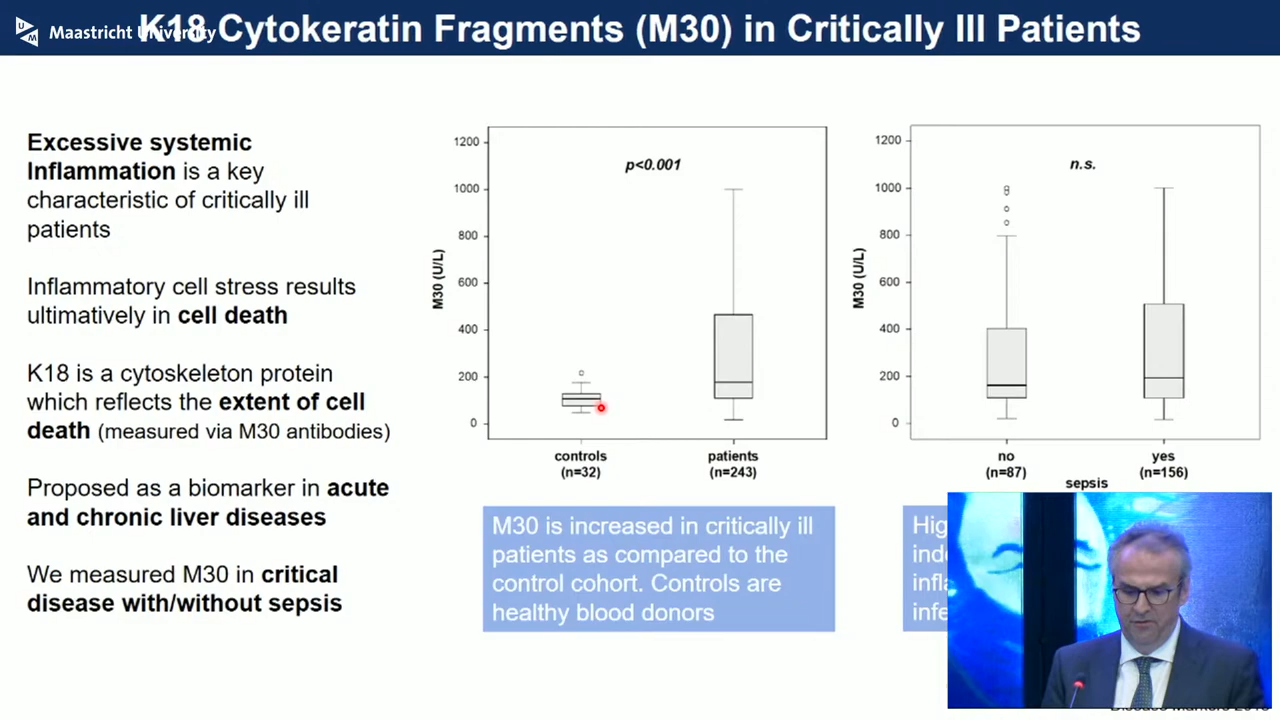 K18 Cytokeratin Fragments (M30) in Critically Ill Patients
UM
Maastricht University
Excessive systemic
Inflammation is a key
characteristic of critically ill
patients
Inflammatory cell stress results
ultimatively in cell death
K18 is a cytoskeleton protein
which reflects the extent of cell
death (measured via M30 antibodies)
Proposed as a biomarker in acute
and chronic liver diseases
We measured M30 in critical
disease with/without sepsis
p<0.001
M30 (U/L)
1200
1000
800
600
400
200
0
controls
(n=32)
patients
(n=243)
M30 is increased in critically ill
patients as compared to the
control cohort. Controls are
healthy blood donors
n.s.
M30 (U/L)
1200
1000
800
600
400
200
0
no
(n=87)
yes
(n=156)
sepsis